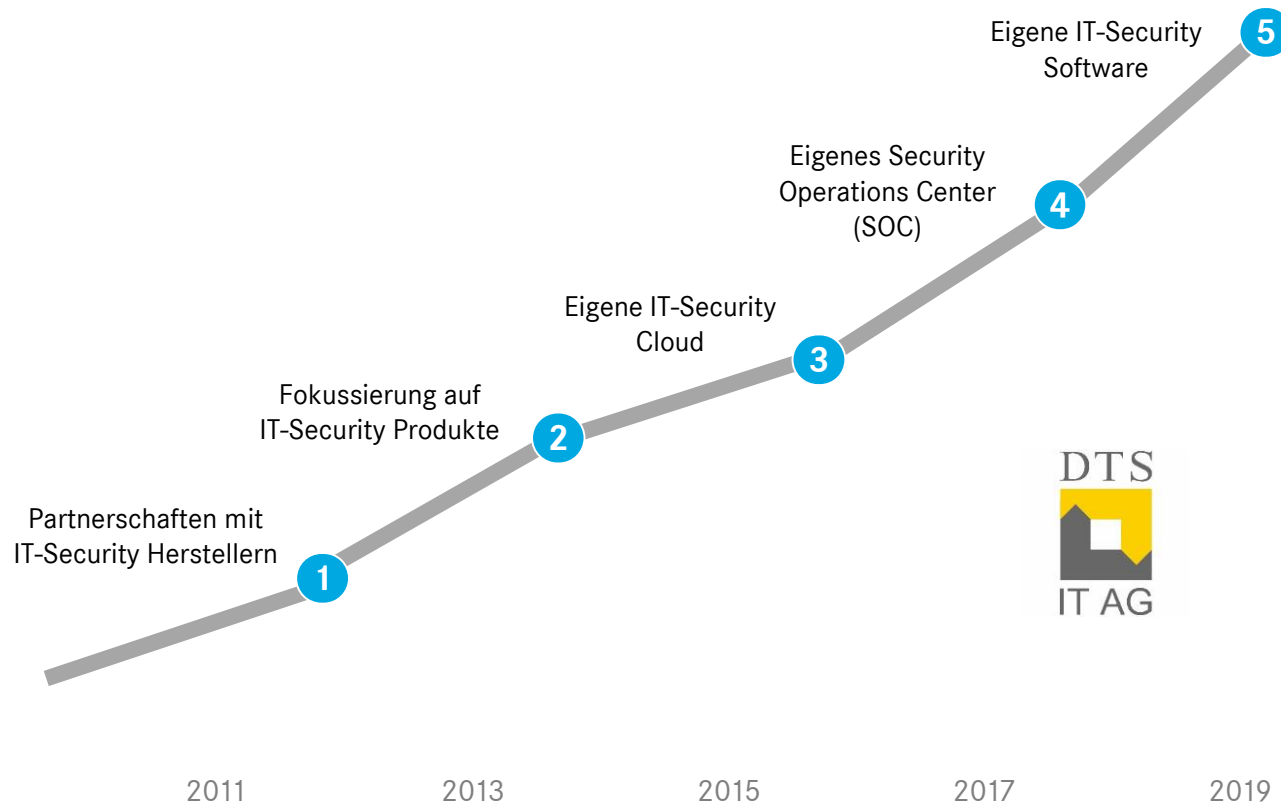 Eigene IT-Security
Software
5
Eigenes Security
Operations Center
(SOC)
4
Eigene IT-Security
Cloud
3
Fokussierung auf
IT-Security Produkte
2
Partnerschaften mit
IT-Security Herstellern
1
DTS
IT AG
2011
2013
2015
2017
2019